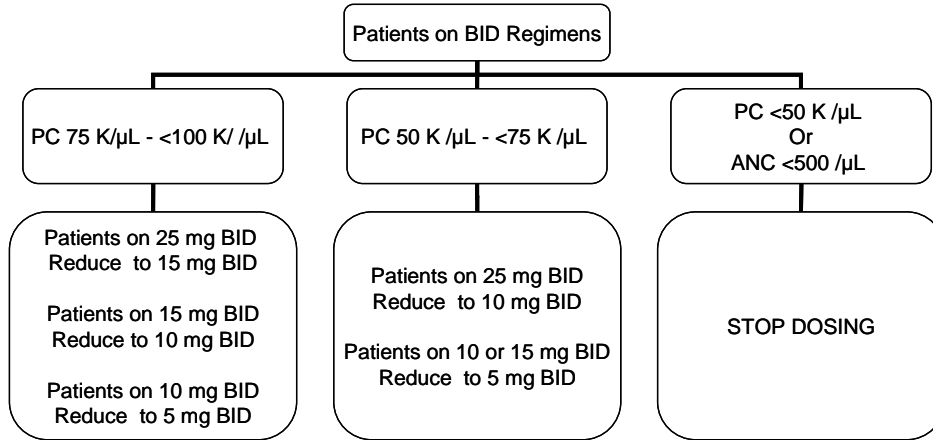 Patients on BID Regimens
PC 75 K/µL - <100 K/ /µL
PC 50 K /µL - <75 K /µL
PC <50 K /µL
Or
ANC <500 /µL
Patients on 25 mg BID
Reduce to 15 mg BID
Patients on 15 mg BID
Reduce to 10 mg BID
Patients on 10 mg BID
Reduce to 5 mg BID
Patients on 25 mg BID
Reduce to 10 mg BID
Patients on 10 or 15 mg BID
Reduce to 5 mg BID
STOP DOSING